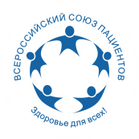 ВСЕРОССИЙСКИЙ СОЮЗ ПАЦИЕНТОВ
Здоровье для всех!